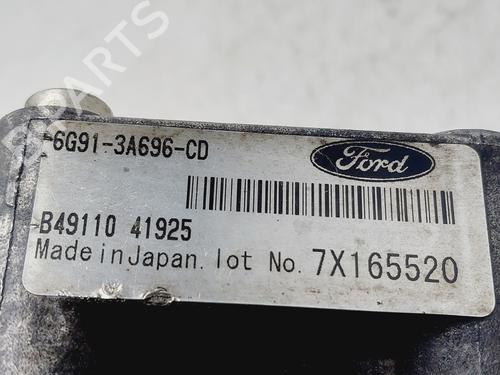 6G91-3A696-CD
Ford
B49110 41925
Made in Japan. lot No. 7X165520